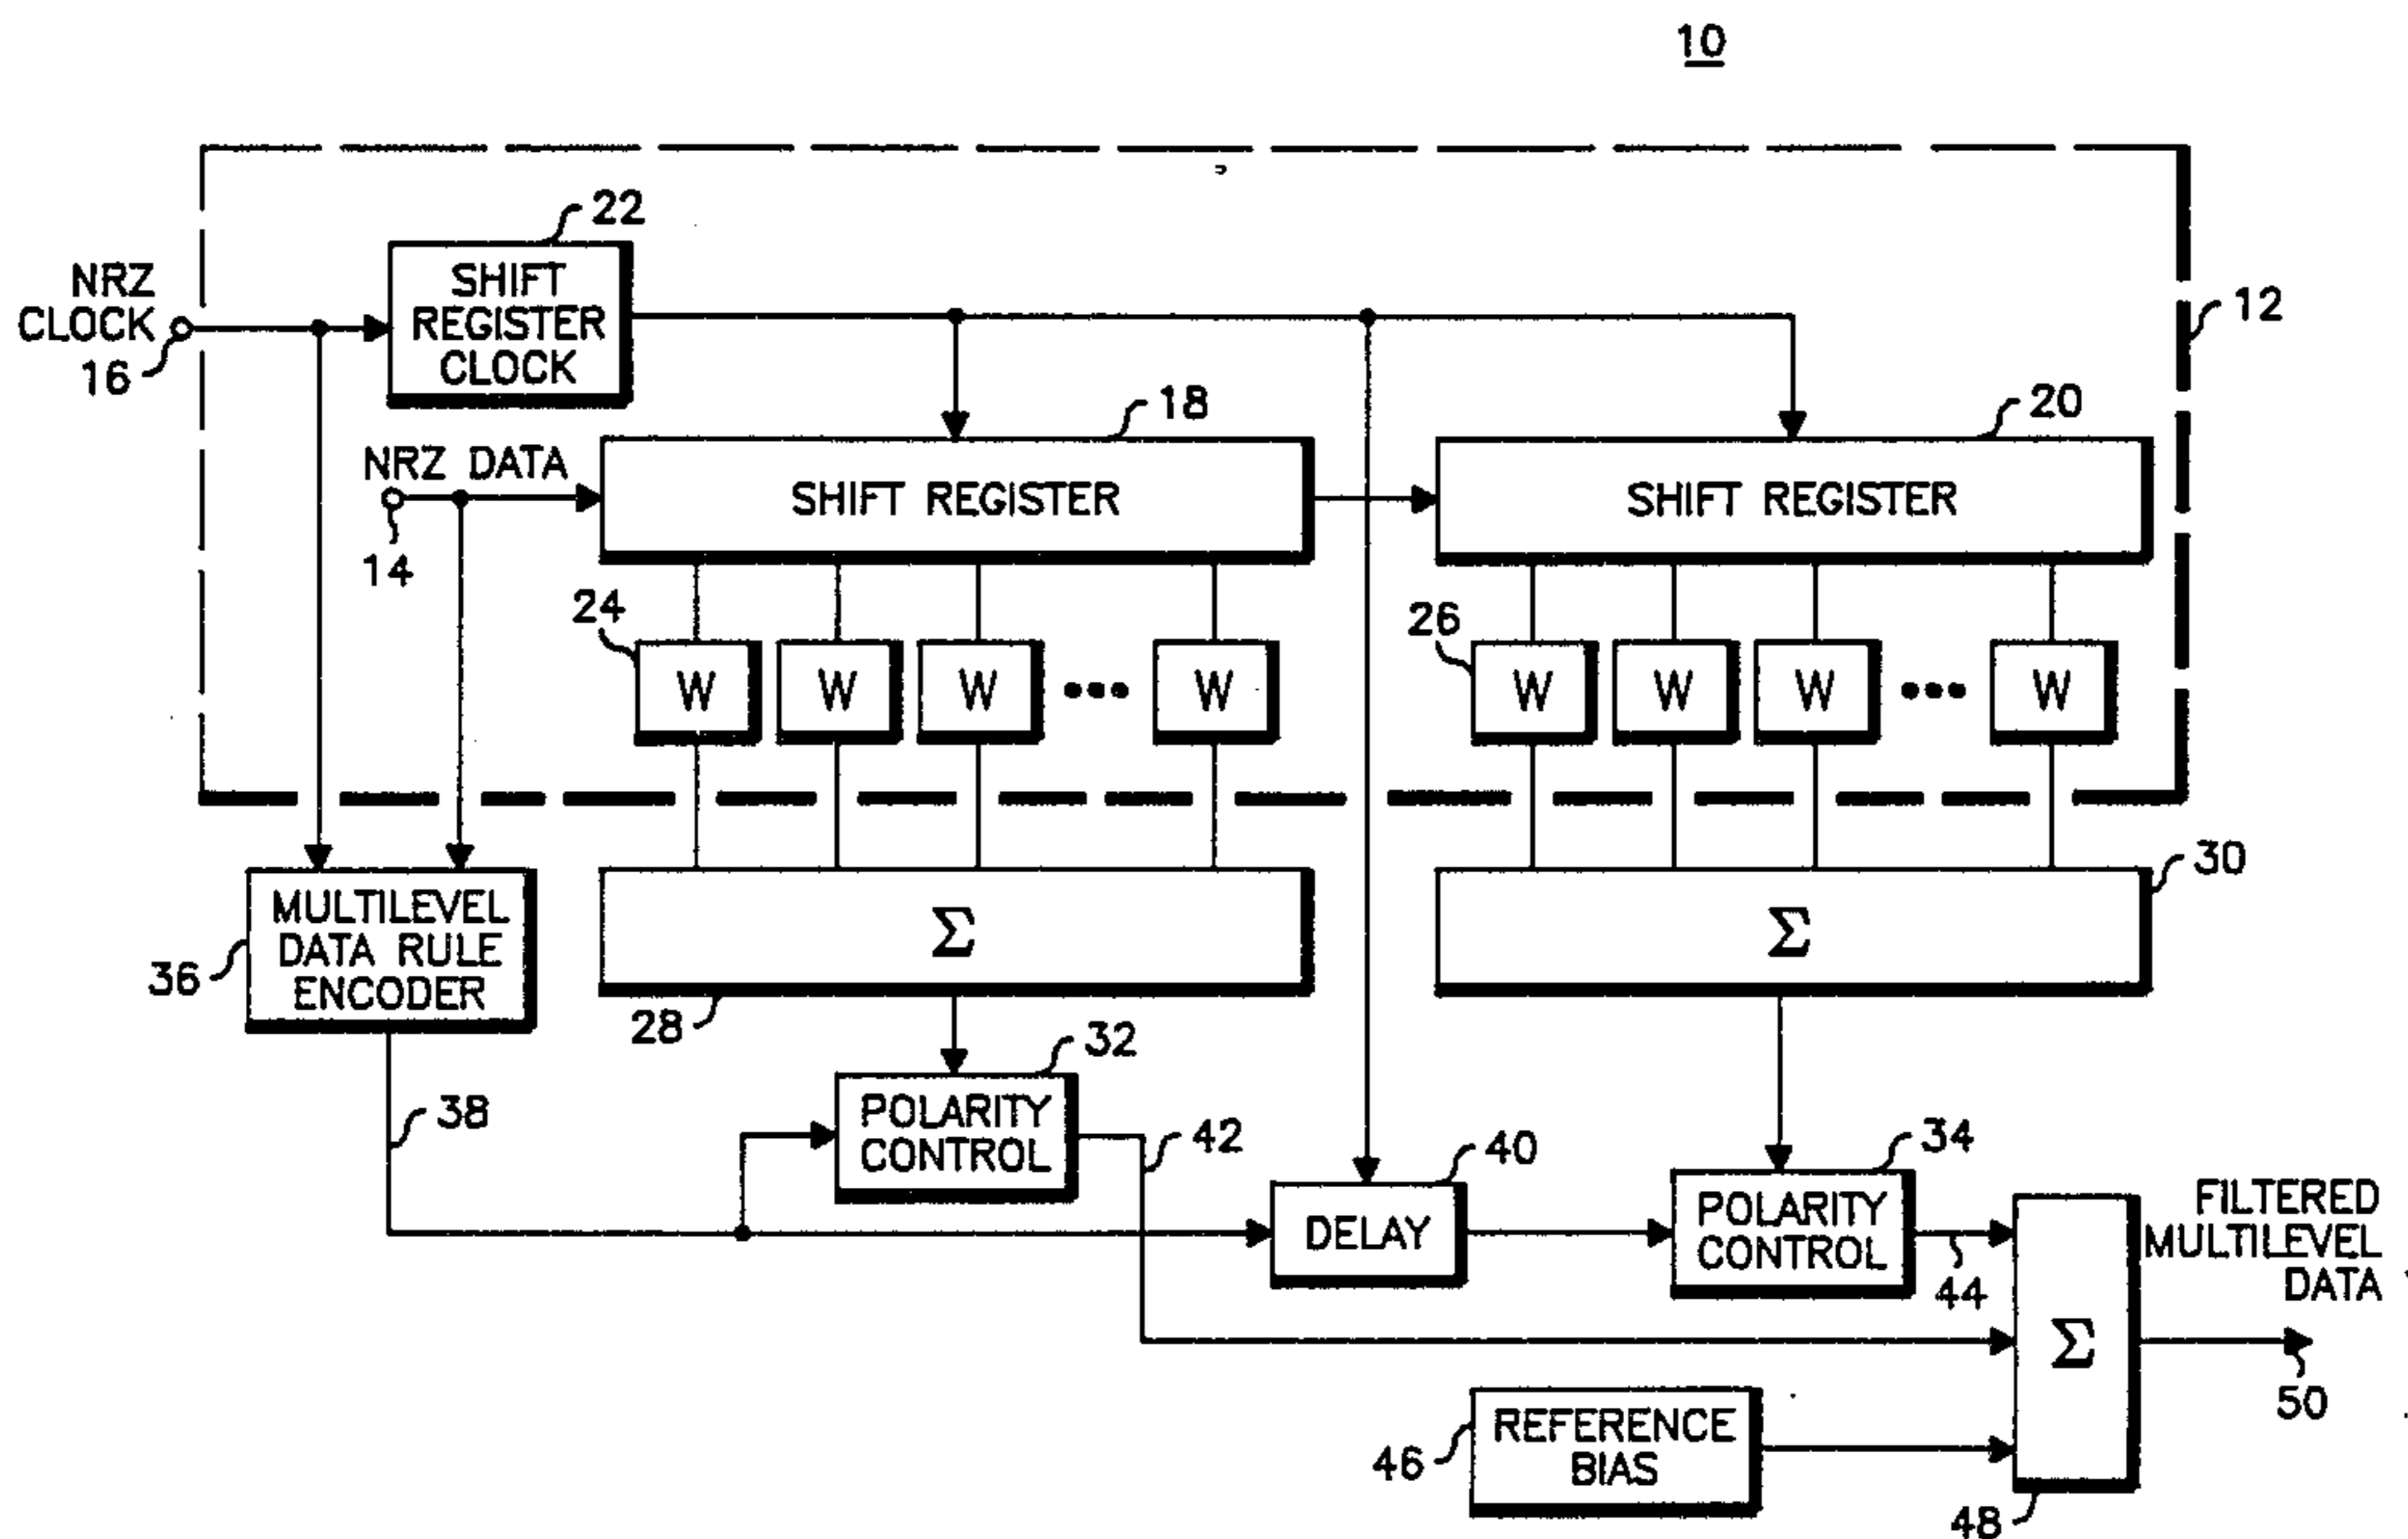 10
22
NRZ
CLOCK
16
SHIFT
REGISTER
CLOCK
12
18
20
NRZ DATA
14
SHIFT REGISTER
SHIFT REGISTER
24
W W W ... W
26
W W W ... W
36
MULTILEVEL
DATA RULE
ENCODER
Σ
28
Σ
30
38
32
POLARITY
CONTROL
42
40
DELAY
34
POLARITY
CONTROL
44
FILTERED
MULTILEVEL
DATA
Σ
50
46
REFERENCE
BIAS
48